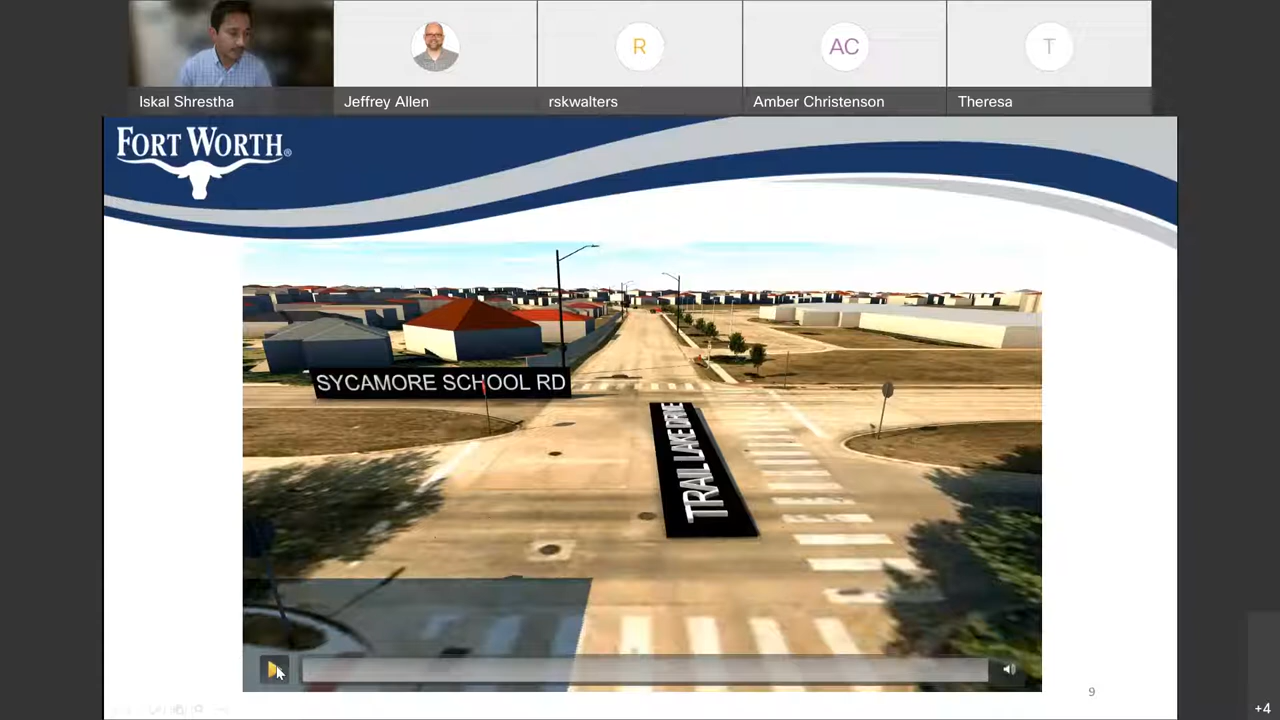 R
AC
T
Iskal Shrestha
Jeffrey Allen
rskwalters
Amber Christenson
Theresa
FORT WORTH®
SYCAMORE SCHOOL RD
TRAIL LAKE DRIVE
9
+4